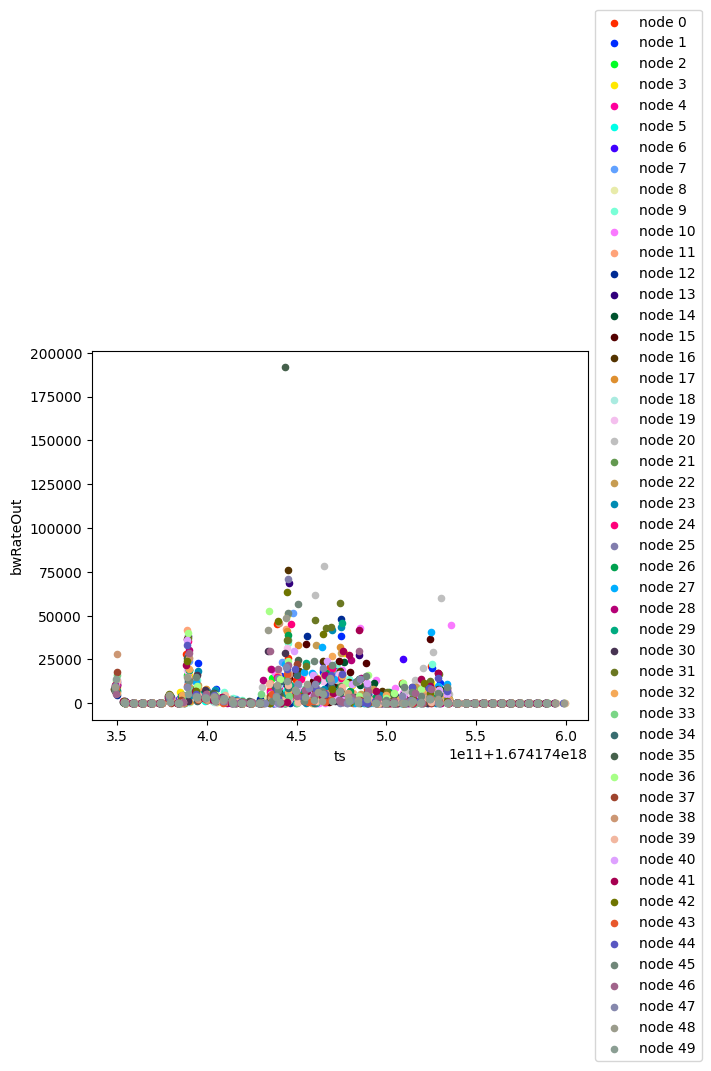 node 0
node 1
node 2
node 3
node 4
node 5
node 6
node 7
node 8
node 9
node 10
node 11
node 12
node 13
node 14
node 15
node 16
node 17
node 18
node 19
node 20
node 21
node 22
node 23
node 24
node 25
node 26
node 27
node 28
node 29
node 30
node 31
node 32
node 33
node 34
node 35
node 36
node 37
node 38
node 39
node 40
node 41
node 42
node 43
node 44
node 45
node 46
node 47
node 48
node 49
200000
175000
150000
125000
100000
75000
50000
25000
0
bwRateOut
3.5 4.0 4.5 5.0 5.5 6.0
ts
1e11+1.674174e18